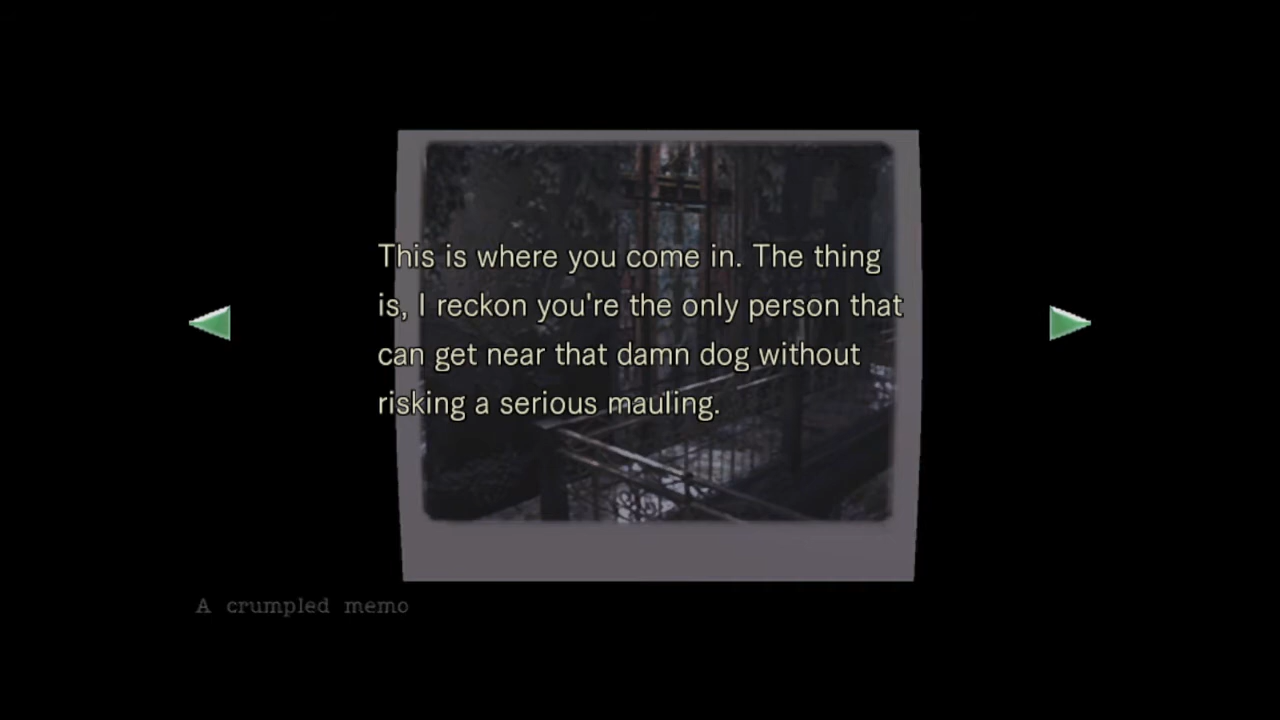 This is where you come in. The thing
is, I reckon you're the only person that
can get near that damn dog without
risking a serious mauling.
A crumpled memo